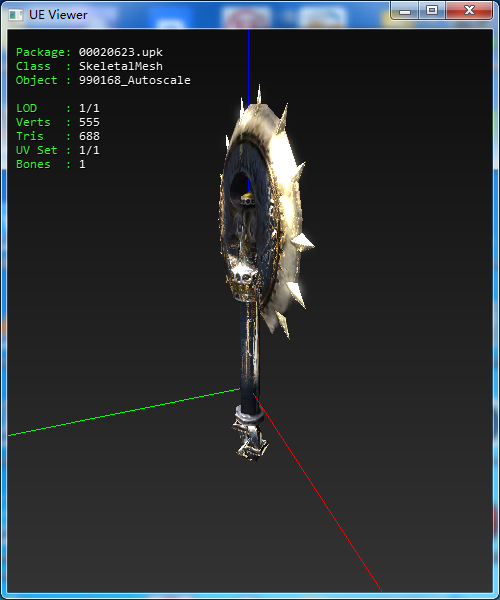 UE Viewer
Package: 00020623.upk
Class  : SkeletalMesh
Object : 990168_Autoscale
LOD    : 1/1
Verts  : 555
Tris   : 688
UV Set : 1/1
Bones  : 1